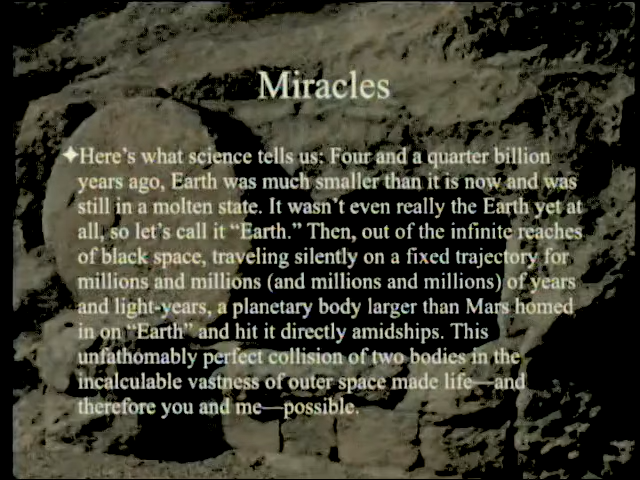 Miracles
✦Here's what science tells us: Four and a quarter billion
years ago, Earth was much smaller than it is now and was
still in a molten state. It wasn't even really the Earth yet at
all, so let's call it “Earth.” Then, out of the infinite reaches
of black space, traveling silently on a fixed trajectory for
millions and millions (and millions and millions) of years
and light-years, a planetary body larger than Mars homed
in on “Earth” and hit it directly amidships. This
unfathomably perfect collision of two bodies in the
incalculable vastness of outer space made life—and
therefore you and me—possible.